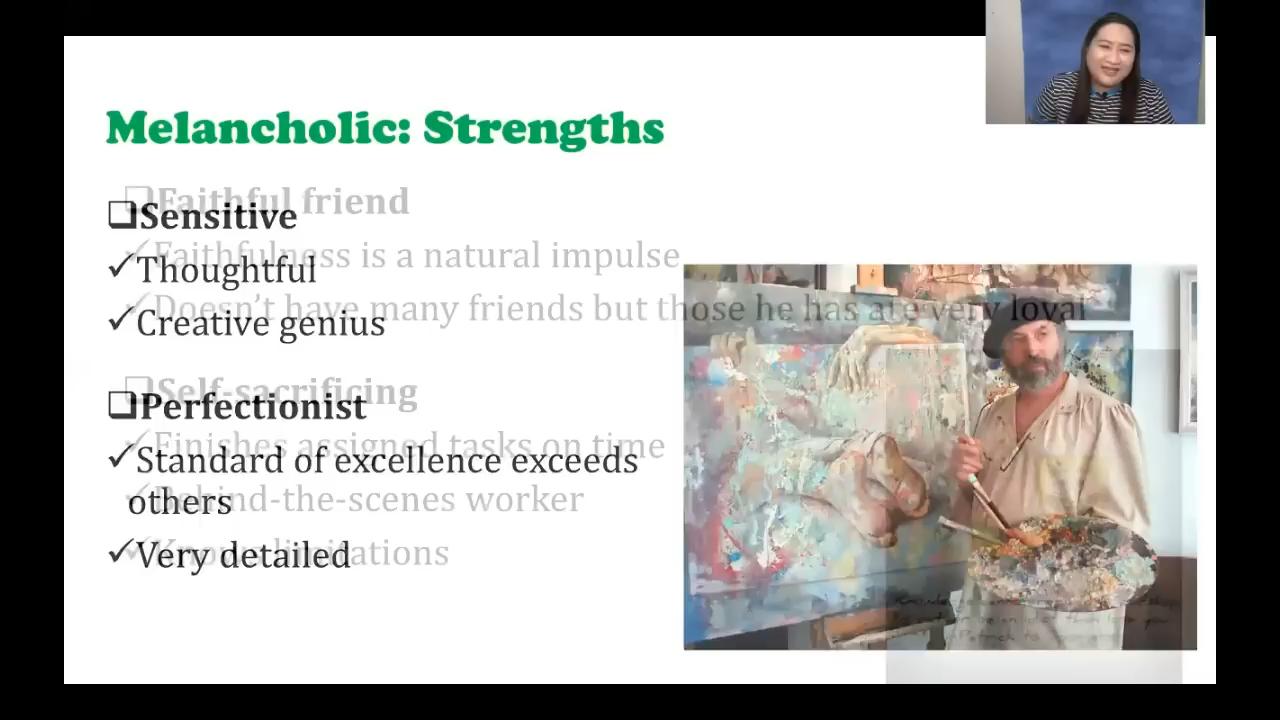 Melancholic: Strengths
❑Sensitive
✓Thoughtful
✓Creative genius
❑Perfectionist
✓Standard of excellence exceeds
others
✓Very detailed
❑Faithful friend
✓Faithfulness is a natural impulse
✓Doesn't have many friends but those he has are very loyal
❑Self-sacrificing
✓Finishes assigned tasks on time
✓Behind-the-scenes worker
✓Knows limitations